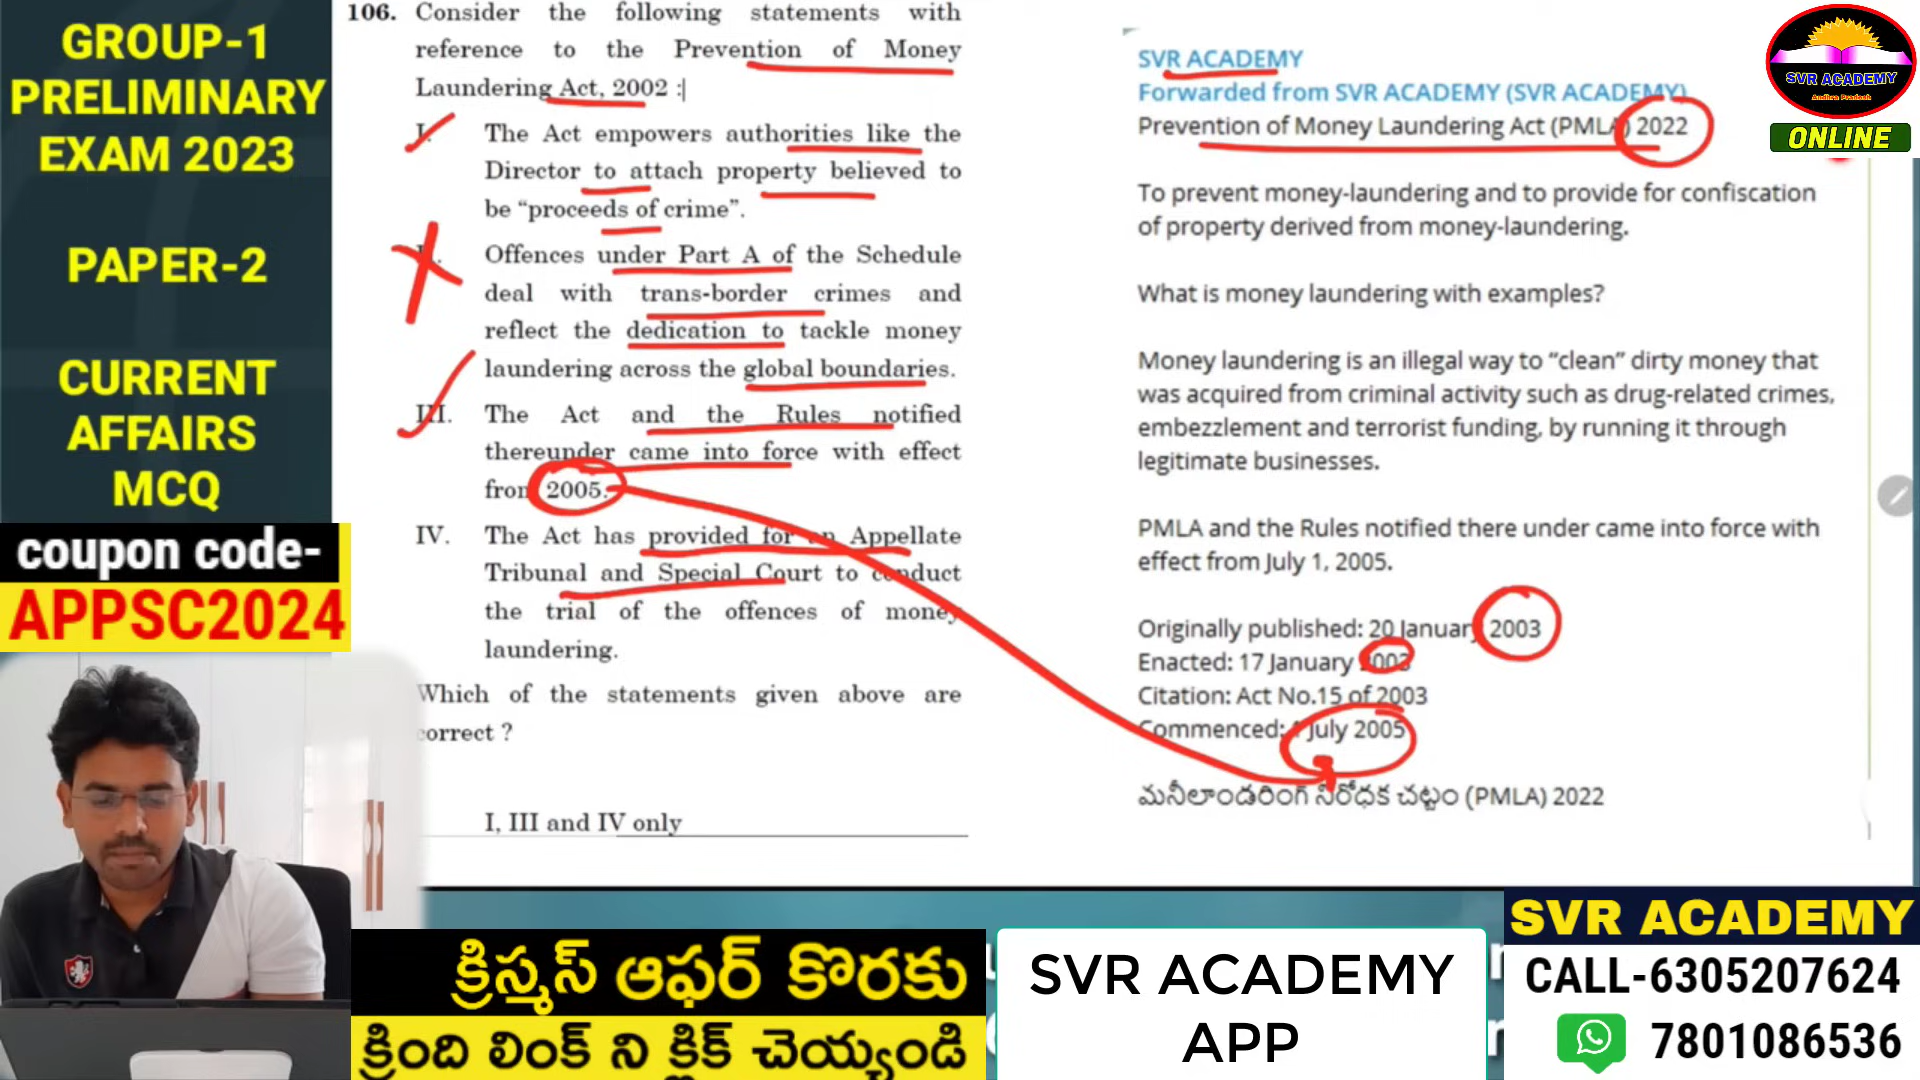 GROUP-1
PRELIMINARY
EXAM 2023
PAPER-2
CURRENT
AFFAIRS
MCQ
coupon code-
APPSC2024
106. Consider the following statements with
reference to the Prevention of Money
Laundering Act, 2002 :
I. The Act empowers authorities like the
Director to attach property believed to
be “proceeds of crime”.
Offences under Part A of the Schedule
deal with trans-border crimes and
reflect the dedication to tackle money
laundering across the global boundaries.
III. The Act and the Rules notified
thereunder came into force with effect
from 2005.
IV. The Act has provided for an Appellate
Tribunal and Special Court to conduct
the trial of the offences of money
laundering.
Which of the statements given above are
correct ?
I, III and IV only
SVR ACADEMY
Forwarded from SVR ACADEMY (SVR ACADEMY)
Prevention of Money Laundering Act (PMLA) 2022
To prevent money-laundering and to provide for confiscation
of property derived from money-laundering.
What is money laundering with examples?
Money laundering is an illegal way to “clean” dirty money that
was acquired from criminal activity such as drug-related crimes,
embezzlement and terrorist funding, by running it through
legitimate businesses.
PMLA and the Rules notified there under came into force with
effect from July 1, 2005.
Originally published: 20 January 2003
Enacted: 17 January 2003
Citation: Act No.15 of 2003
Commenced: 1 July 2005
మనీలాండరింగ్ నిరోధక చట్టం (PMLA) 2022
SVR ACADEMY
Andhra Pradesh
ONLINE
క్రిస్మస్ ఆఫర్ కొరకు
క్రింది లింక్ ని క్లిక్ చెయ్యండి
SVR ACADEMY
APP
SVR ACADEMY
CALL-6305207624
7801086536